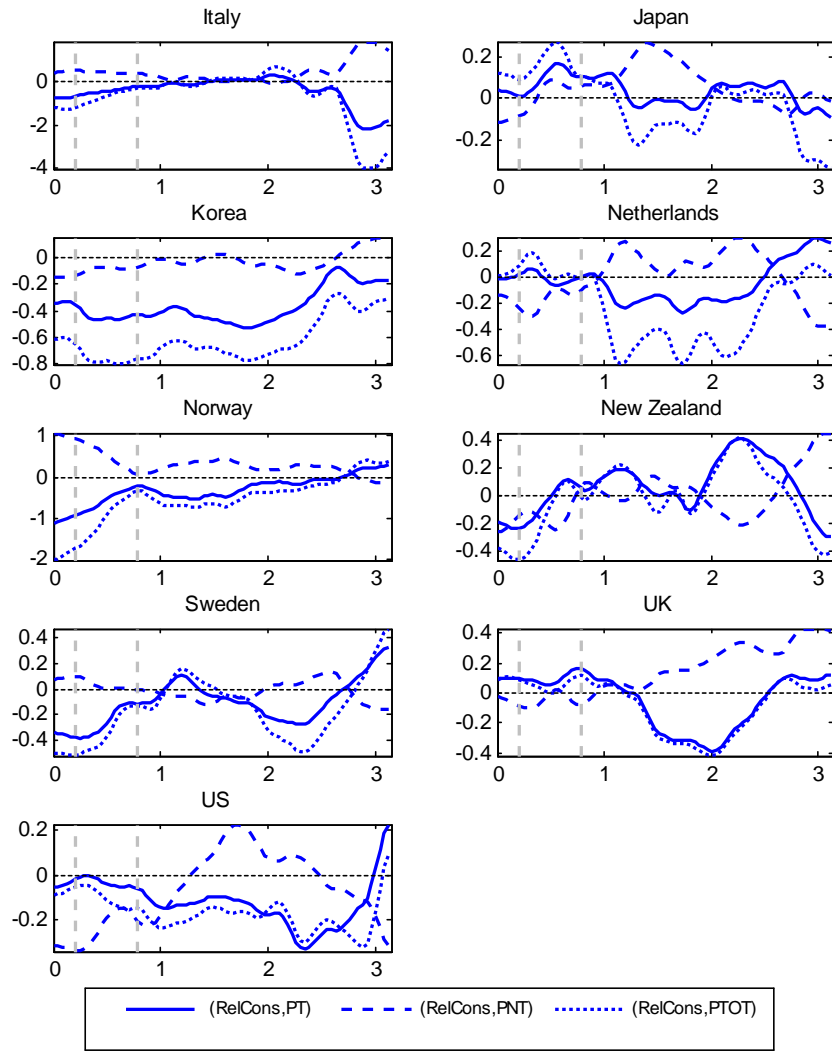 Italy
0
-2
-4
0 1 2 3
Japan
0.2
0
-0.2
0 1 2 3
Korea
0
-0.2
-0.4
-0.6
-0.8
0 1 2 3
Netherlands
0.2
0
-0.2
-0.4
-0.6
0 1 2 3
Norway
1
0
-1
-2
0 1 2 3
New Zealand
0.4
0.2
0
-0.2
-0.4
0 1 2 3
Sweden
0.4
0.2
0
-0.2
-0.4
0 1 2 3
UK
0.4
0.2
0
-0.2
-0.4
0 1 2 3
US
0.2
0
-0.2
0 1 2 3
(RelCons,PT) (RelCons,PNT) (RelCons,PTOT)